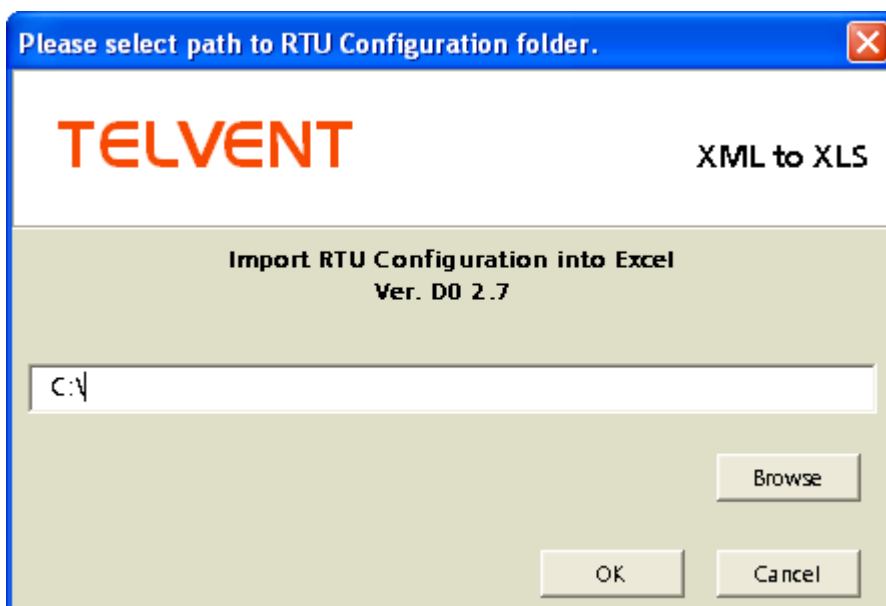 Please select path to RTU Configuration folder.
TELVENT
XML to XLS
Import RTU Configuration into Excel
Ver. D0 2.7
C:\
Browse
OK
Cancel